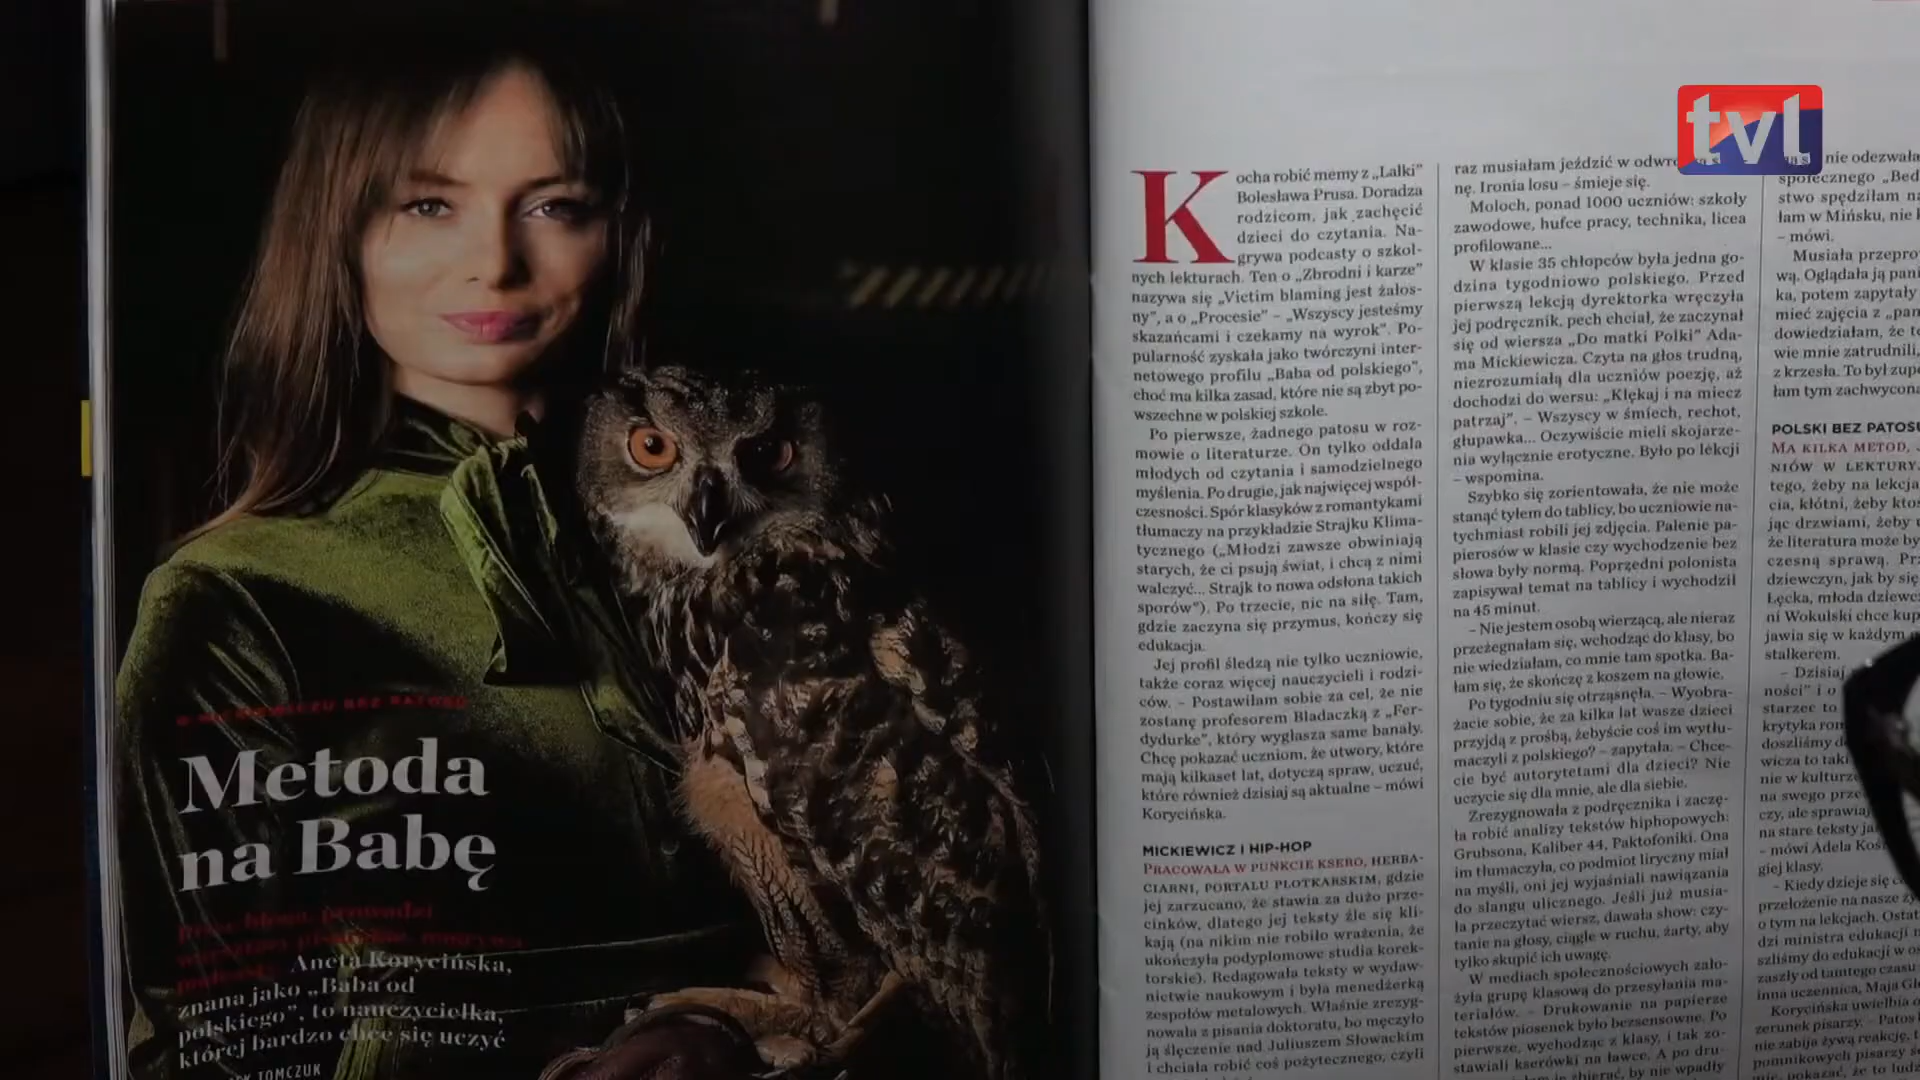 tvl
Metoda
na Babę
Aneta Korycińska,
znana jako „Baba od
polskiego”, to nauczycielka,
której bardzo chce się uczyć
TOMCZUK
Kocha robić memy z „Lalki”
Bolesława Prusa. Doradza
rodzicom, jak zachęcić
dzieci do czytania. Na-
grywa podcasty o szkol-
nych lekturach. Ten o „Zbrodni i karze”
nazywa się „Victim blaming jest żałos-
ny”, a o „Procesie” – „Wszyscy jesteśmy
skazańcami i czekamy na wyrok”. Po-
pularność zyskała jako twórczyni inter-
netowego profilu „Baba od polskiego”,
choć ma kilka zasad, które nie są zbyt po-
wszechne w polskiej szkole.
Po pierwsze, żadnego patosu w roz-
mowie o literaturze. On tylko oddala
młodych od czytania i samodzielnego
myślenia. Po drugie, jak najwięcej współ-
czesności. Spór klasyków z romantykami
tłumaczy na przykładzie Strajku Klima-
tycznego („Młodzi zawsze obwiniają
starych, że ci psują świat, i chcą z nimi
walczyć... Strajk to nowa odsłona takich
sporów”). Po trzecie, nic na siłę. Tam,
gdzie zaczyna się przymus, kończy się
edukacja.
Jej profil śledzą nie tylko uczniowie,
także coraz więcej nauczycieli i rodzi-
ców. – Postawiłam sobie za cel, że nie
zostanę profesorem Bladaczką z „Fer-
dydurke”, który wygłasza same banały.
Chcę pokazać uczniom, że utwory, które
mają kilkaset lat, dotyczą spraw, uczuć,
które również dzisiaj są aktualne – mówi
Korycińska.
MICKIEWICZ I HIP-HOP
PRACOWAŁA W PUNKCIE KSERO, HERBA-
CIARNI, PORTALU PLOTKARSKIM, gdzie
jej zarzucano, że stawia za dużo prze-
cinków, dlatego jej teksty źle się kli-
kają (na nikim nie robiło wrażenia, że
ukończyła podyplomowe studia korek-
torskie). Redagowała teksty w wydaw-
nictwie naukowym i była menedżerką
zespołów metalowych. Właśnie zrezyg-
nowała z pisania doktoratu, bo męczyło
ją ślęczenie nad Juliuszem Słowackim
i chciała robić coś pożytecznego, czyli
raz musiałam jeździć w odwr
nę. Ironia losu – śmieje się.
Moloch, ponad 1000 uczniów: szkoły
zawodowe, hufce pracy, technika, licea
profilowane...
W klasie 35 chłopców była jedna go-
dzina tygodniowo polskiego. Przed
pierwszą lekcją dyrektorka wręczyła
jej podręcznik, pech chciał, że zaczynał
się od wiersza „Do matki Polki” Ada-
ma Mickiewicza. Czyta na głos trudną,
niezrozumiałą dla uczniów poezję, aż
dochodzi do wersu: „Klękaj i na miecz
patrzaj”. – Wszyscy w śmiech, rechot,
głupawka... Oczywiście mieli skojarze-
nia wyłącznie erotyczne. Było po lekcji
– wspomina.
Szybko się zorientowała, że nie może
stanąć tyłem do tablicy, bo uczniowie na-
tychmiast robili jej zdjęcia. Palenie pa-
pierosów w klasie czy wychodzenie bez
słowa były normą. Poprzedni polonista
zapisywał temat na tablicy i wychodził
na 45 minut.
– Nie jestem osobą wierzącą, ale nieraz
przeżegnałam się, wchodząc do klasy, bo
nie wiedziałam, co mnie tam spotka. Ba-
łam się, że skończę z koszem na głowie.
Po tygodniu się otrząsnęła. – Wyobra-
żacie sobie, że za kilka lat wasze dzieci
przyjdą z prośbą, żebyście coś im wytłu-
maczyli z polskiego? – zapytała. – Chce-
cie być autorytetami dla dzieci? Nie
uczycie się dla mnie, ale dla siebie.
Zrezygnowała z podręcznika i zaczę-
ła robić analizy tekstów hiphopowych:
Grubsona, Kaliber 44, Paktofoniki. Ona
im tłumaczyła, co podmiot liryczny miał
na myśli, oni jej wyjaśniali nawiązania
do slangu ulicznego. Jeśli już musia-
ła przeczytać wiersz, dawała show: czy-
tanie na głosy, ciągle w ruchu, żarty, aby
tylko skupić ich uwagę.
W mediach społecznościowych zało-
żyła grupę klasową do przesyłania ma-
teriałów. – Drukowanie na papierze
tekstów piosenek było bezsensowne. Po
pierwsze, wychodząc z klasy, i tak zo-
stawiali kserówki na ławce. A po dru-
zbierać, by nie wpadły
nie odezwała
społecznego „Bed
stwo spędziłam na
łam w Mińsku, nie
– mówi.
Musiała przepro
wą. Oglądała ją pani
ka, potem zapytały
mieć zajęcia z „pan
dowiedziałam, że to
wie mnie zatrudnili,
z krzesła. To był zupe
łam tym zachwycona
POLSKI BEZ PATOSU
MA KILKA METOD,
NIÓW W LEKTURY.
tego, żeby na lekcja
cia, kłótni, żeby ktoś
jąc drzwiami, żeby
że literatura może by
czesną sprawą. Prz
dziewczyn, jak by się
Łęcka, młoda dziewc
ni Wokulski chce kup
jawia się w każdym
stalkerem.
– Dzisiaj
ności” i o
starzec to
krytyka rom
doszliśmy d
wicza to taki
nie w kulturze
na swego prze
czy, ale sprawiaj
na stare teksty ja
– mówi Adela Koś
giej klasy.
– Kiedy dzieje się c
przełożenie na nasze ży
o tym na lekcjach. Ostat
dzi ministra edukacji n
szliśmy do edukacji w os
zaszły od tamtego czasu
inna uczennica, Maja Gl
Korycińska uwielbia o
zerunek pisarzy. – Patos
nie zabija żywą reakcję, t
pomnikowych pisarzy s
pokazać, że to ludz